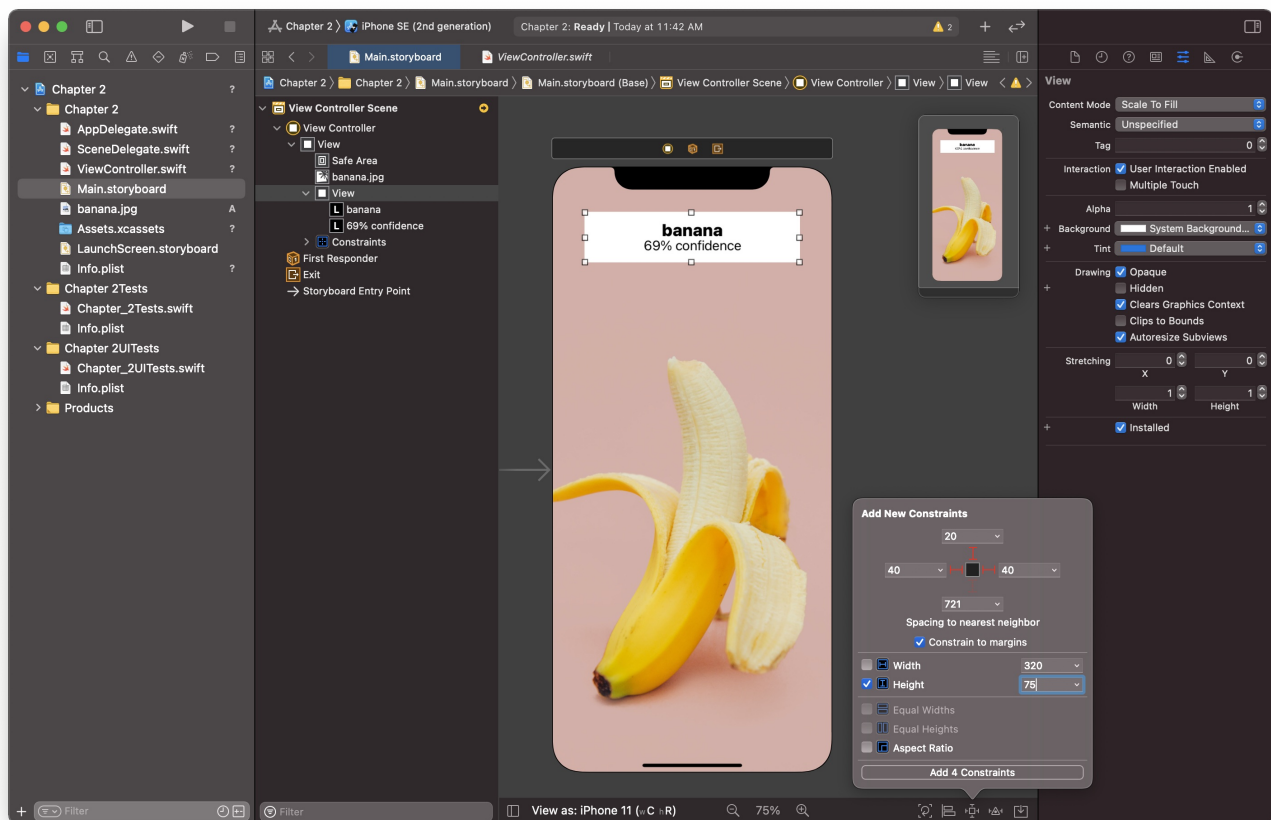 Chapter 2 〉 iPhone SE (2nd generation)
Chapter 2: Ready | Today at 11:42 AM
2
Main.storyboard
ViewController.swift
Chapter 2 〉 Chapter 2 〉 Main.storyboard 〉 Main.storyboard (Base) 〉 View Controller Scene 〉 View Controller 〉 View 〉 View
Chapter 2 ?
Chapter 2
AppDelegate.swift ?
SceneDelegate.swift ?
ViewController.swift ?
Main.storyboard
banana.jpg A
Assets.xcassets ?
LaunchScreen.storyboard
Info.plist ?
Chapter 2Tests
Chapter_2Tests.swift
Info.plist
Chapter 2UITests
Chapter_2UITests.swift
Info.plist
Products
Filter
View Controller Scene
View Controller
View
Safe Area
banana.jpg
View
L banana
L 69% confidence
Constraints
First Responder
Exit
Storyboard Entry Point
Filter
banana
69% confidence
banana
69% confidence
Add New Constraints
20
40 40
721
Spacing to nearest neighbor
Constrain to margins
Width 320
Height 75
Equal Widths
Equal Heights
Aspect Ratio
Add 4 Constraints
View as: iPhone 11 (wC hR)
75%
View
Content Mode Scale To Fill
Semantic Unspecified
Tag 0
Interaction User Interaction Enabled
Multiple Touch
Alpha 1
Background System Background...
Tint Default
Drawing Opaque
Hidden
Clears Graphics Context
Clips to Bounds
Autoresize Subviews
Stretching 0 0
X Y
1 1
Width Height
Installed